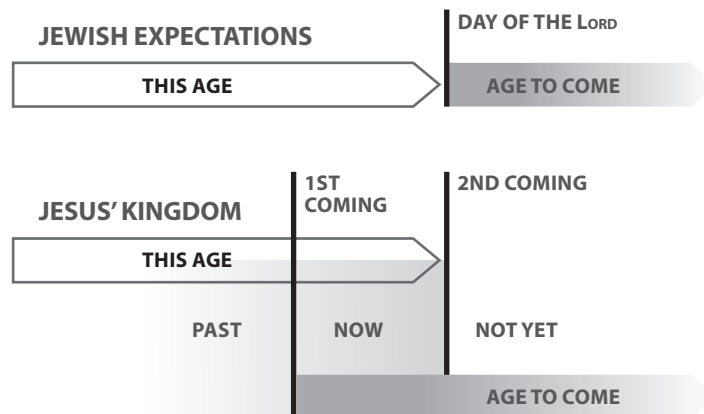 JEWISH EXPECTATIONS
DAY OF THE LORD
THIS AGE
AGE TO COME
JESUS’ KINGDOM
1ST
COMING
2ND COMING
THIS AGE
PAST
NOW
NOT YET
AGE TO COME